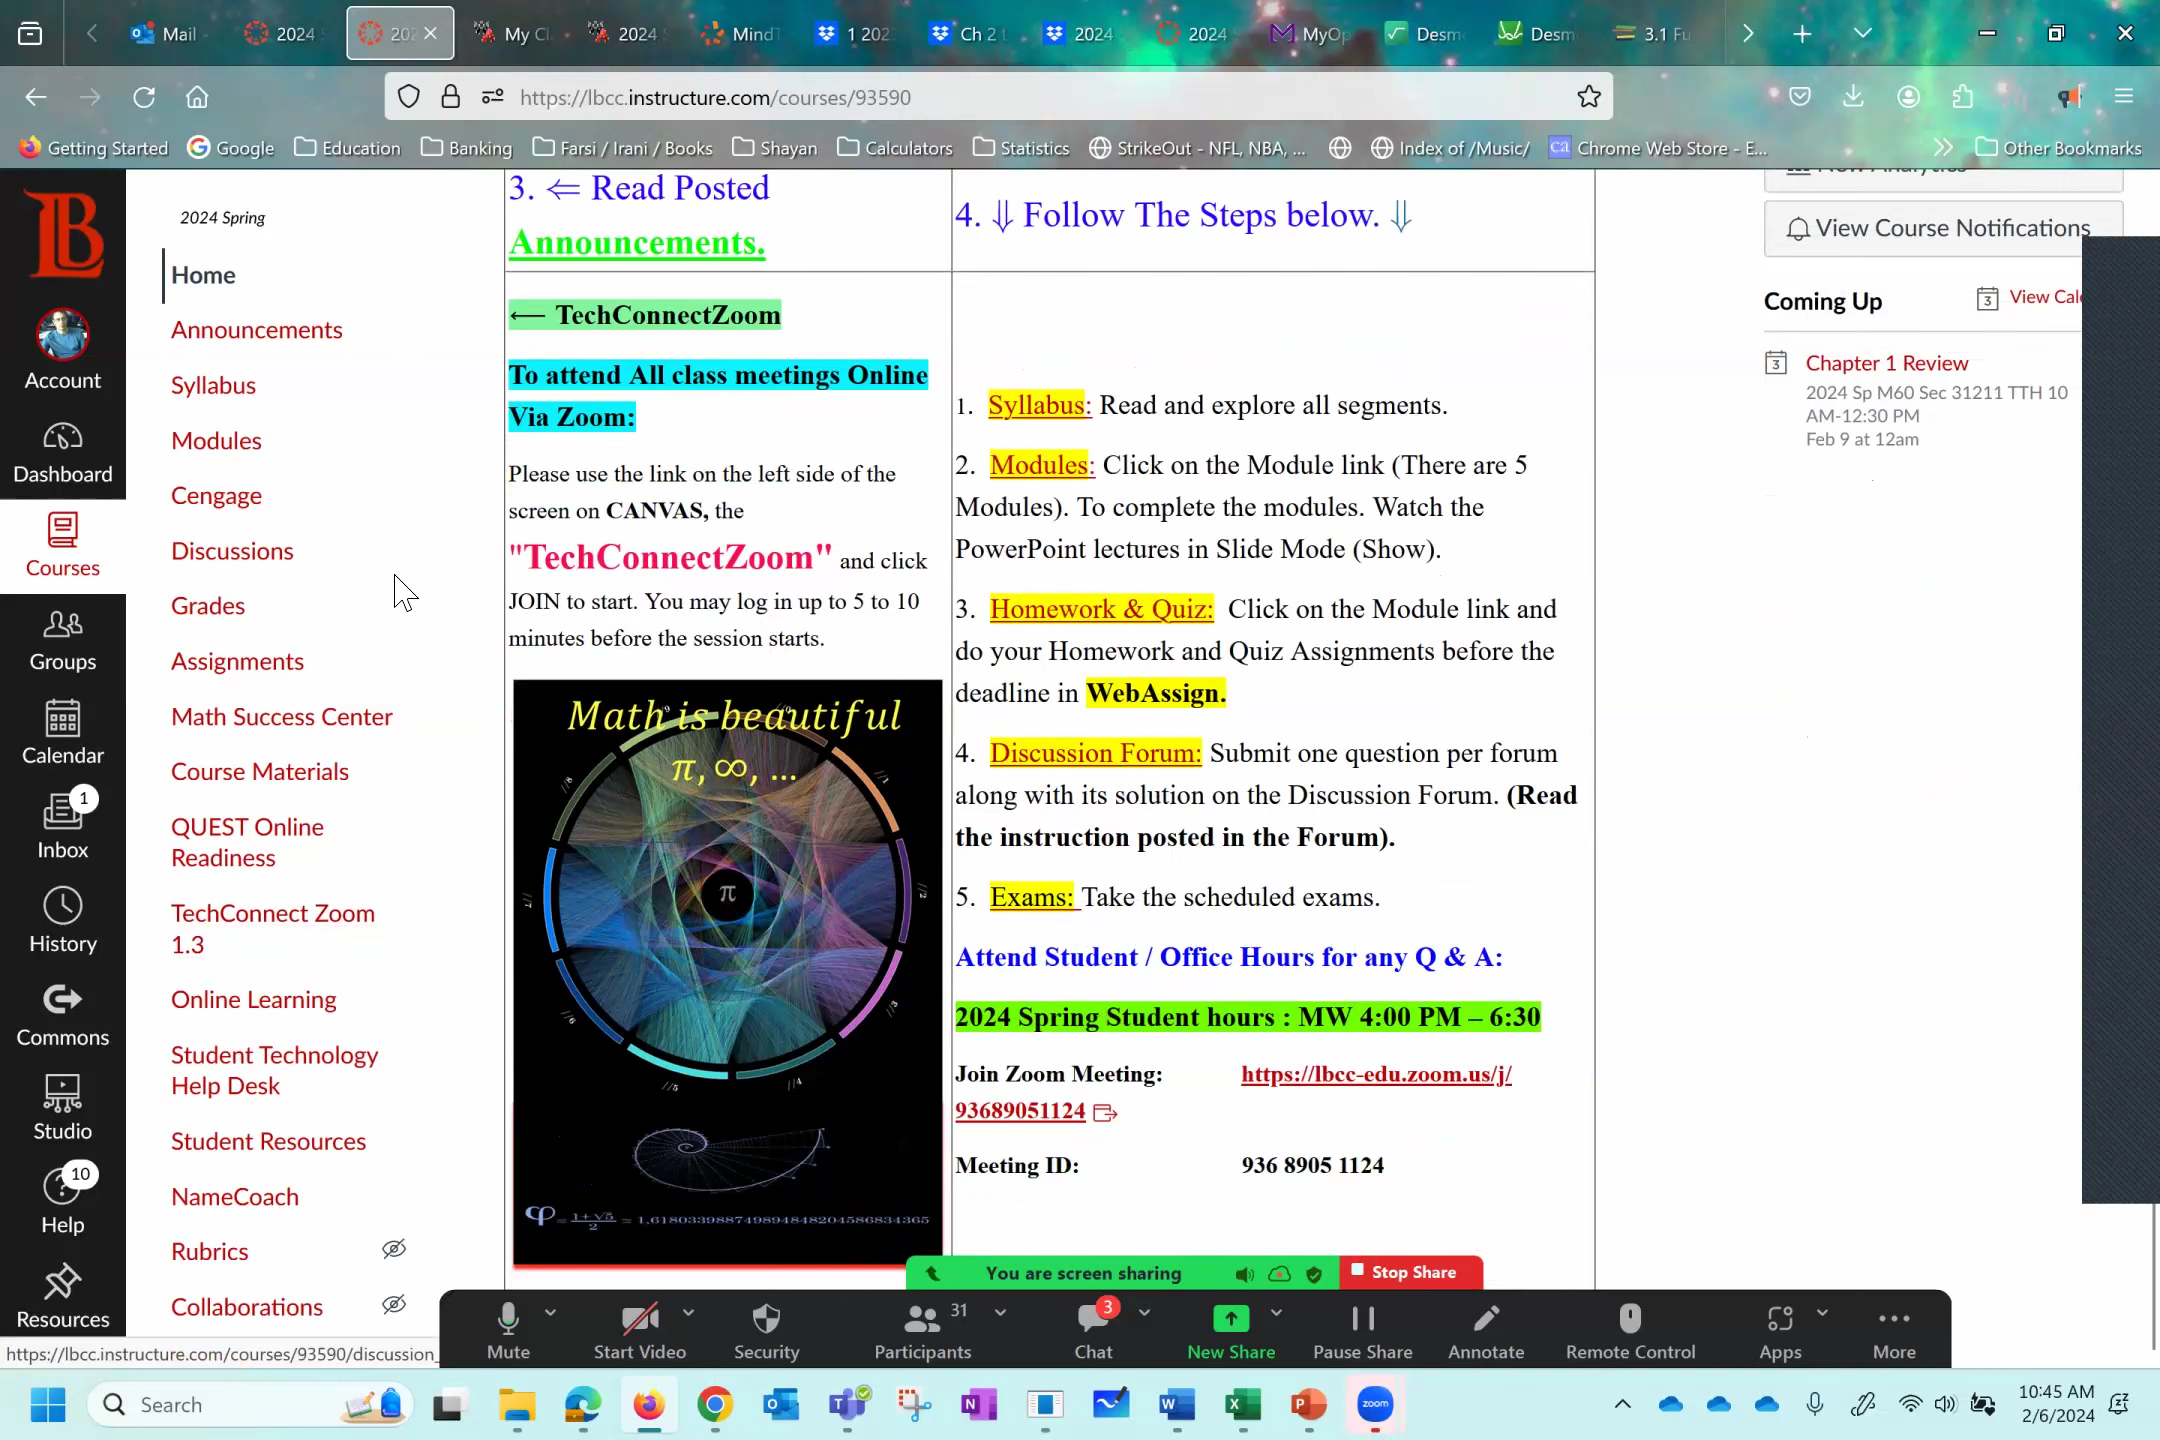 Mail -
2024
202
My Cl
2024
MindT
1 202
Ch 2 L
2024
2024
MyOp
Desm
Desm
3.1 Fu
https://lbcc.instructure.com/courses/93590
Getting Started
Google
Education
Banking
Farsi / Irani / Books
Shayan
Calculators
Statistics
StrikeOut - NFL, NBA, ...
Index of /Music/
Chrome Web Store - E...
Other Bookmarks
Account
Dashboard
Courses
Groups
Calendar
1
Inbox
History
Commons
Studio
10
Help
Resources
2024 Spring
Home
Announcements
Syllabus
Modules
Cengage
Discussions
Grades
Assignments
Math Success Center
Course Materials
QUEST Online
Readiness
TechConnect Zoom
1.3
Online Learning
Student Technology
Help Desk
Student Resources
NameCoach
Rubrics
Collaborations
3. ⇐ Read Posted
Announcements.
⟵ TechConnectZoom
To attend All class meetings Online
Via Zoom:
Please use the link on the left side of the
screen on CANVAS, the
"TechConnectZoom" and click
JOIN to start. You may log in up to 5 to 10
minutes before the session starts.
Math is beautiful
π, ∞, ...
π
φ = 1+√5/2 = 1,6180339887498948482045868343​65
4. ⇓ Follow The Steps below. ⇓
1. Syllabus: Read and explore all segments.
2. Modules: Click on the Module link (There are 5
Modules). To complete the modules. Watch the
PowerPoint lectures in Slide Mode (Show).
3. Homework & Quiz: Click on the Module link and
do your Homework and Quiz Assignments before the
deadline in WebAssign.
4. Discussion Forum: Submit one question per forum
along with its solution on the Discussion Forum. (Read
the instruction posted in the Forum).
5. Exams: Take the scheduled exams.
Attend Student / Office Hours for any Q & A:
2024 Spring Student hours : MW 4:00 PM – 6:30
Join Zoom Meeting: https://lbcc-edu.zoom.us/j/
93689051124
Meeting ID: 936 8905 1124
View Course Notifications
Coming Up
3 View Cal
3 Chapter 1 Review
2024 Sp M60 Sec 31211 TTH 10
AM-12:30 PM
Feb 9 at 12am
You are screen sharing
Stop Share
Mute
Start Video
Security
Participants 31
Chat 3
New Share
Pause Share
Annotate
Remote Control
Apps
More
https://lbcc.instructure.com/courses/93590/discussion_
Search
zoom
10:45 AM
2/6/2024